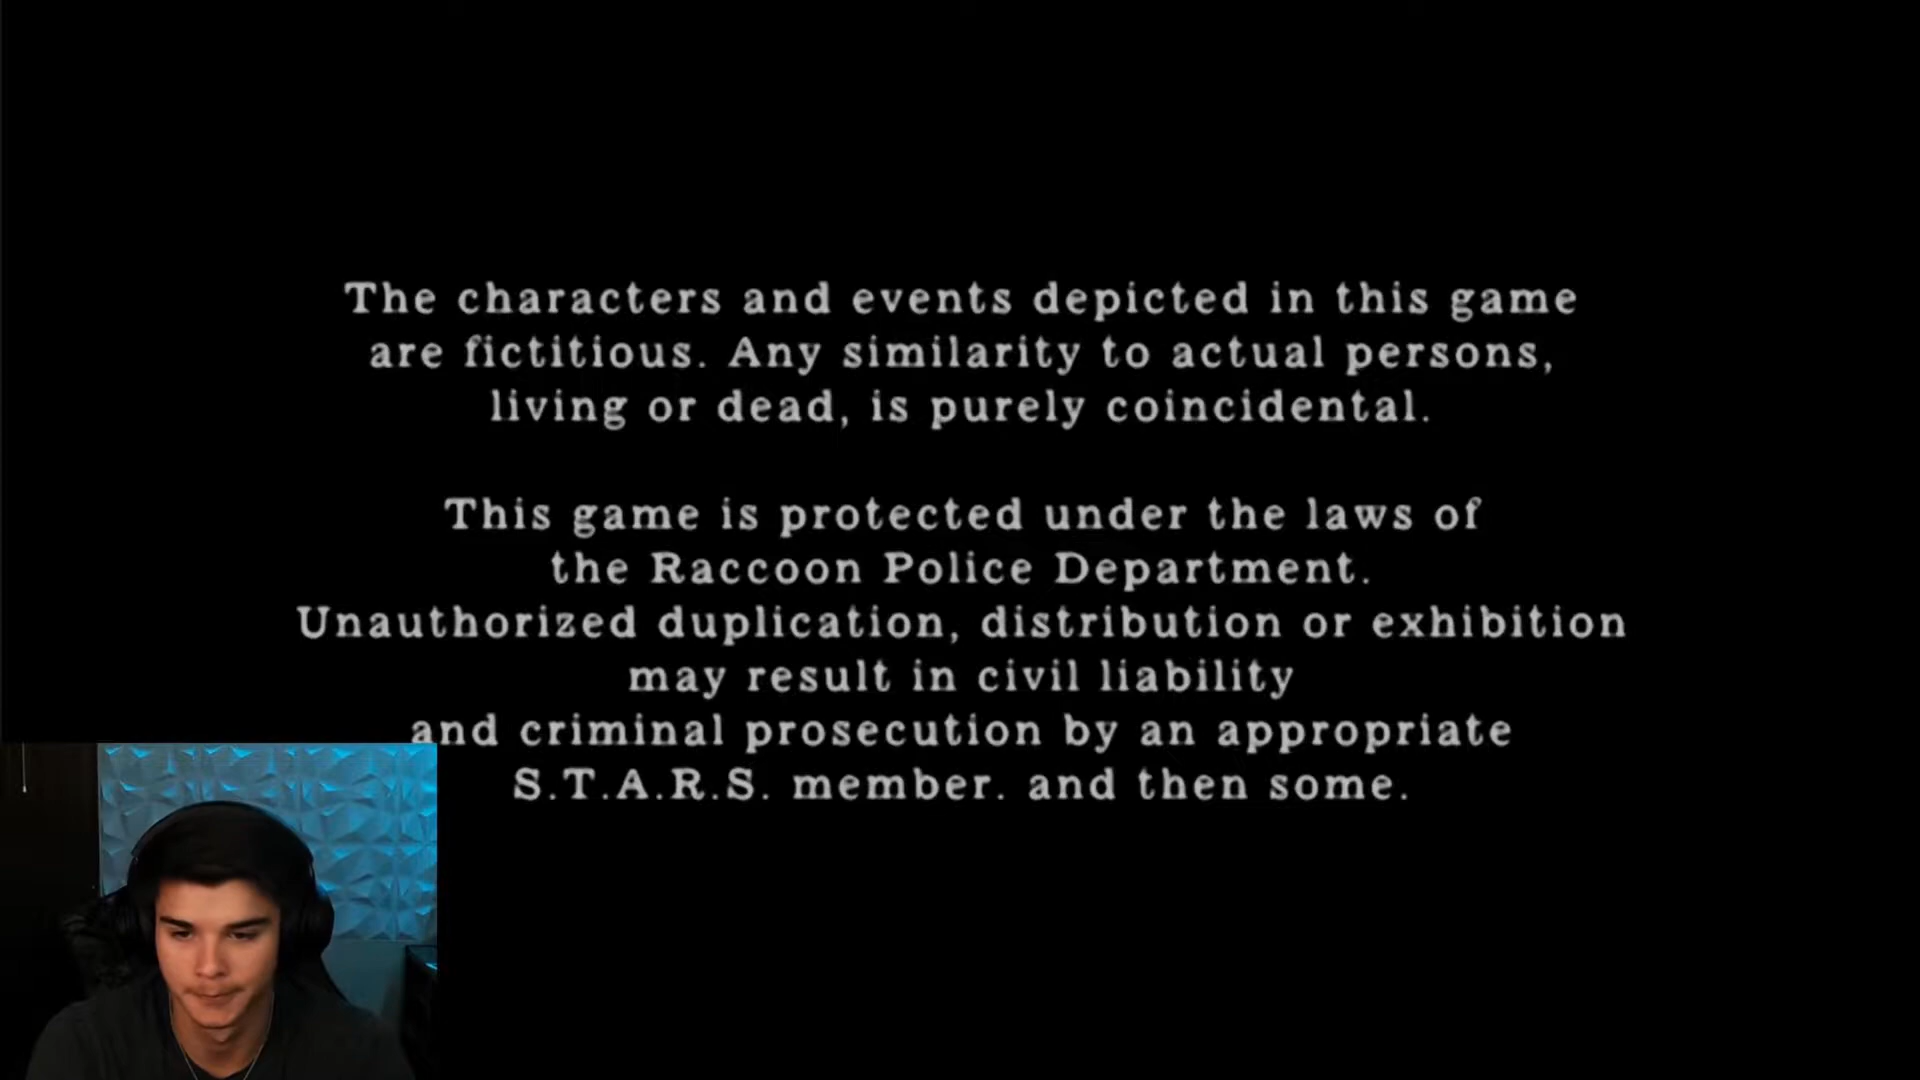 The characters and events depicted in this game
are fictitious. Any similarity to actual persons,
living or dead, is purely coincidental.
This game is protected under the laws of
the Raccoon Police Department.
Unauthorized duplication, distribution or exhibition
may result in civil liability
and criminal prosecution by an appropriate
S.T.A.R.S. member. and then some.